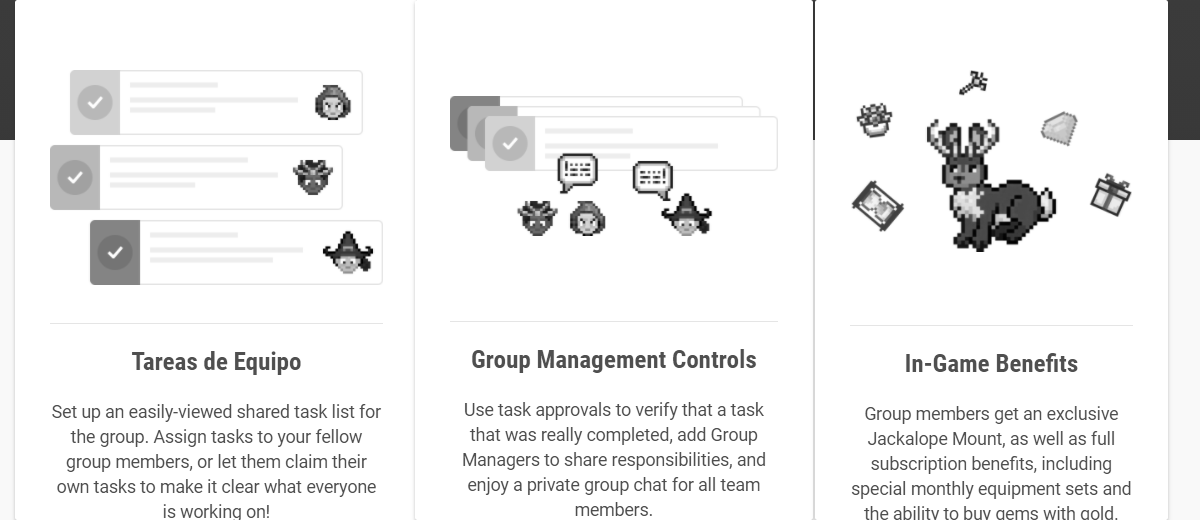 Tareas de Equipo
Set up an easily-viewed shared task list for
the group. Assign tasks to your fellow
group members, or let them claim their
own tasks to make it clear what everyone
is working on!
Group Management Controls
Use task approvals to verify that a task
that was really completed, add Group
Managers to share responsibilities, and
enjoy a private group chat for all team
members.
In-Game Benefits
Group members get an exclusive
Jackalope Mount, as well as full
subscription benefits, including
special monthly equipment sets and
the ability to buy gems with gold.